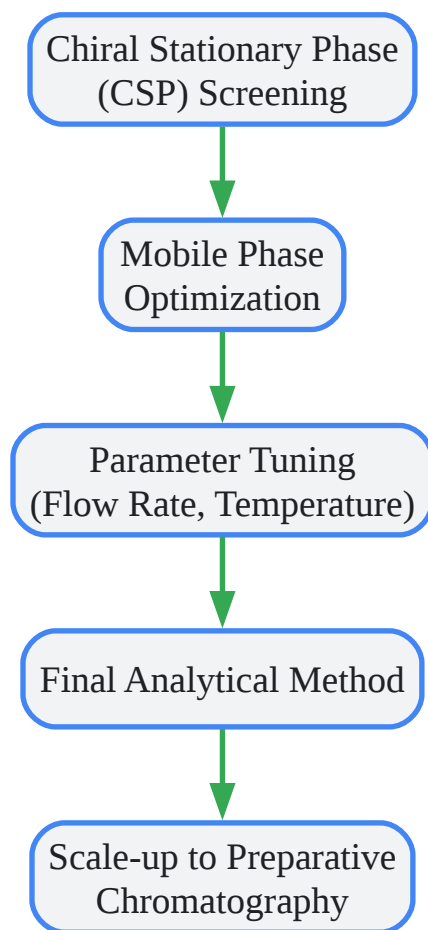 Chiral Stationary Phase
(CSP) Screening
Mobile Phase
Optimization
Parameter Tuning
(Flow Rate, Temperature)
Final Analytical Method
Scale-up to Preparative
Chromatography